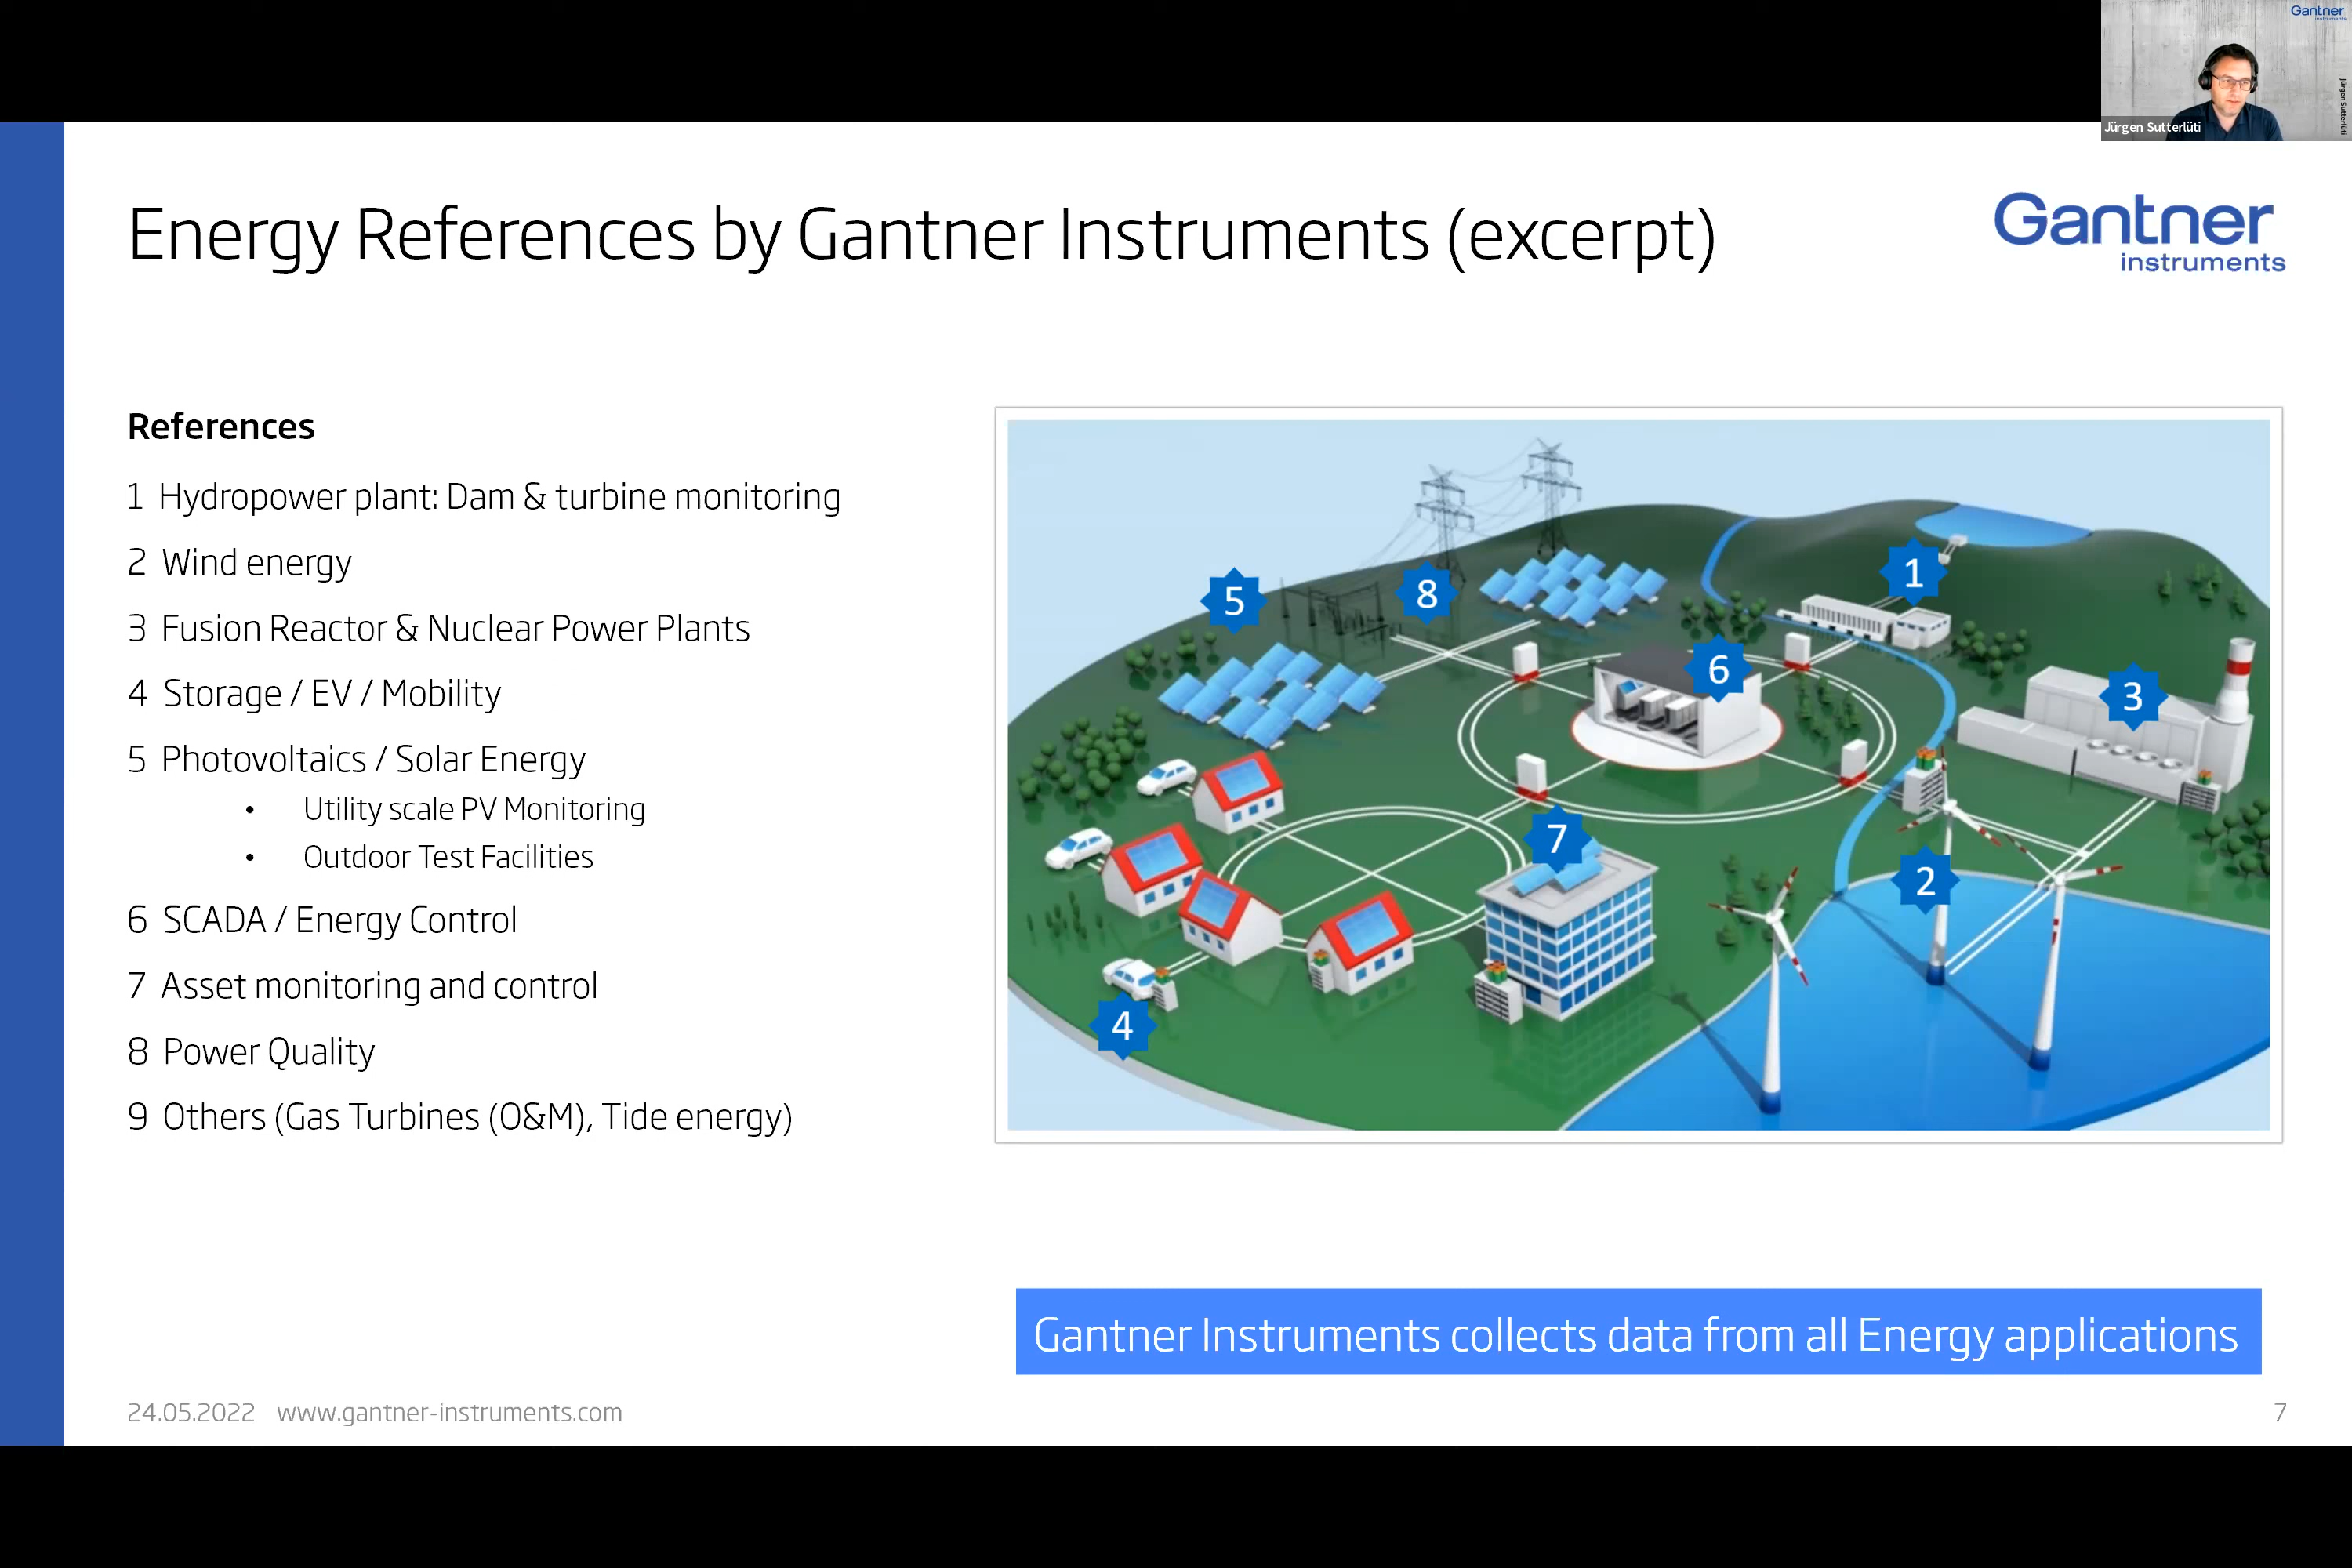 Gantner
instruments
Jürgen Sutterlüti
Jürgen Sutterlüti
Energy References by Gantner Instruments (excerpt)
Gantner
instruments
References
1 Hydropower plant: Dam & turbine monitoring
2 Wind energy
3 Fusion Reactor & Nuclear Power Plants
4 Storage / EV / Mobility
5 Photovoltaics / Solar Energy
• Utility scale PV Monitoring
• Outdoor Test Facilities
6 SCADA / Energy Control
7 Asset monitoring and control
8 Power Quality
9 Others (Gas Turbines (O&M), Tide energy)
1
5
8
6
3
7
2
4
Gantner Instruments collects data from all Energy applications
24.05.2022 www.gantner-instruments.com
7